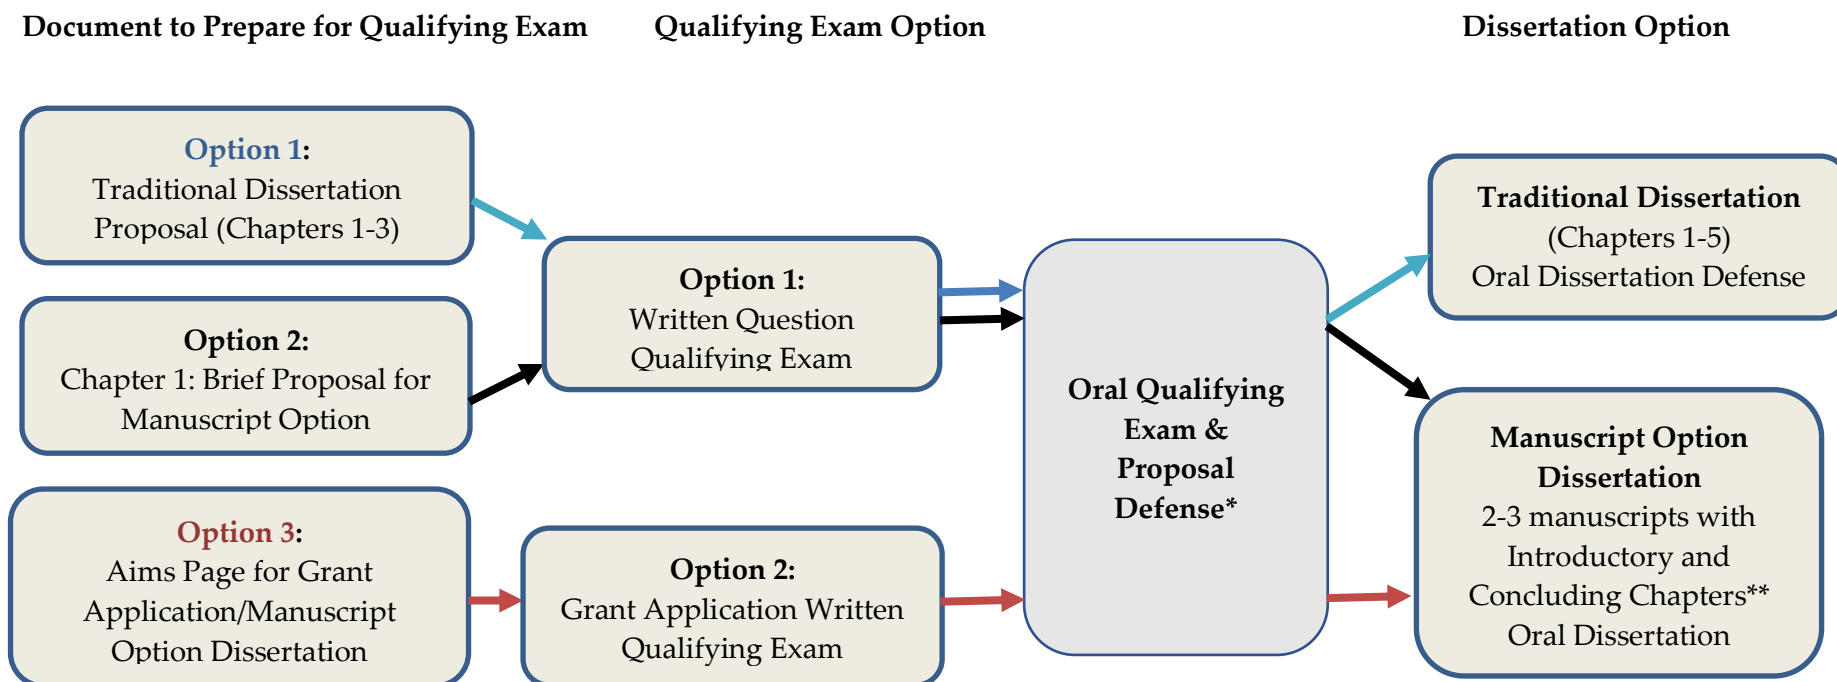 Document to Prepare for Qualifying Exam
Qualifying Exam Option
Dissertation Option
Option 1:
Traditional Dissertation
Proposal (Chapters 1-3)
Option 2:
Chapter 1: Brief Proposal for
Manuscript Option
Option 3:
Aims Page for Grant
Application/Manuscript
Option Dissertation
Option 1:
Written Question
Qualifying Exam
Option 2:
Grant Application Written
Qualifying Exam
Oral Qualifying
Exam &
Proposal
Defense*
Traditional Dissertation
(Chapters 1-5)
Oral Dissertation Defense
Manuscript Option
Dissertation
2-3 manuscripts with
Introductory and
Concluding Chapters**
Oral Dissertation